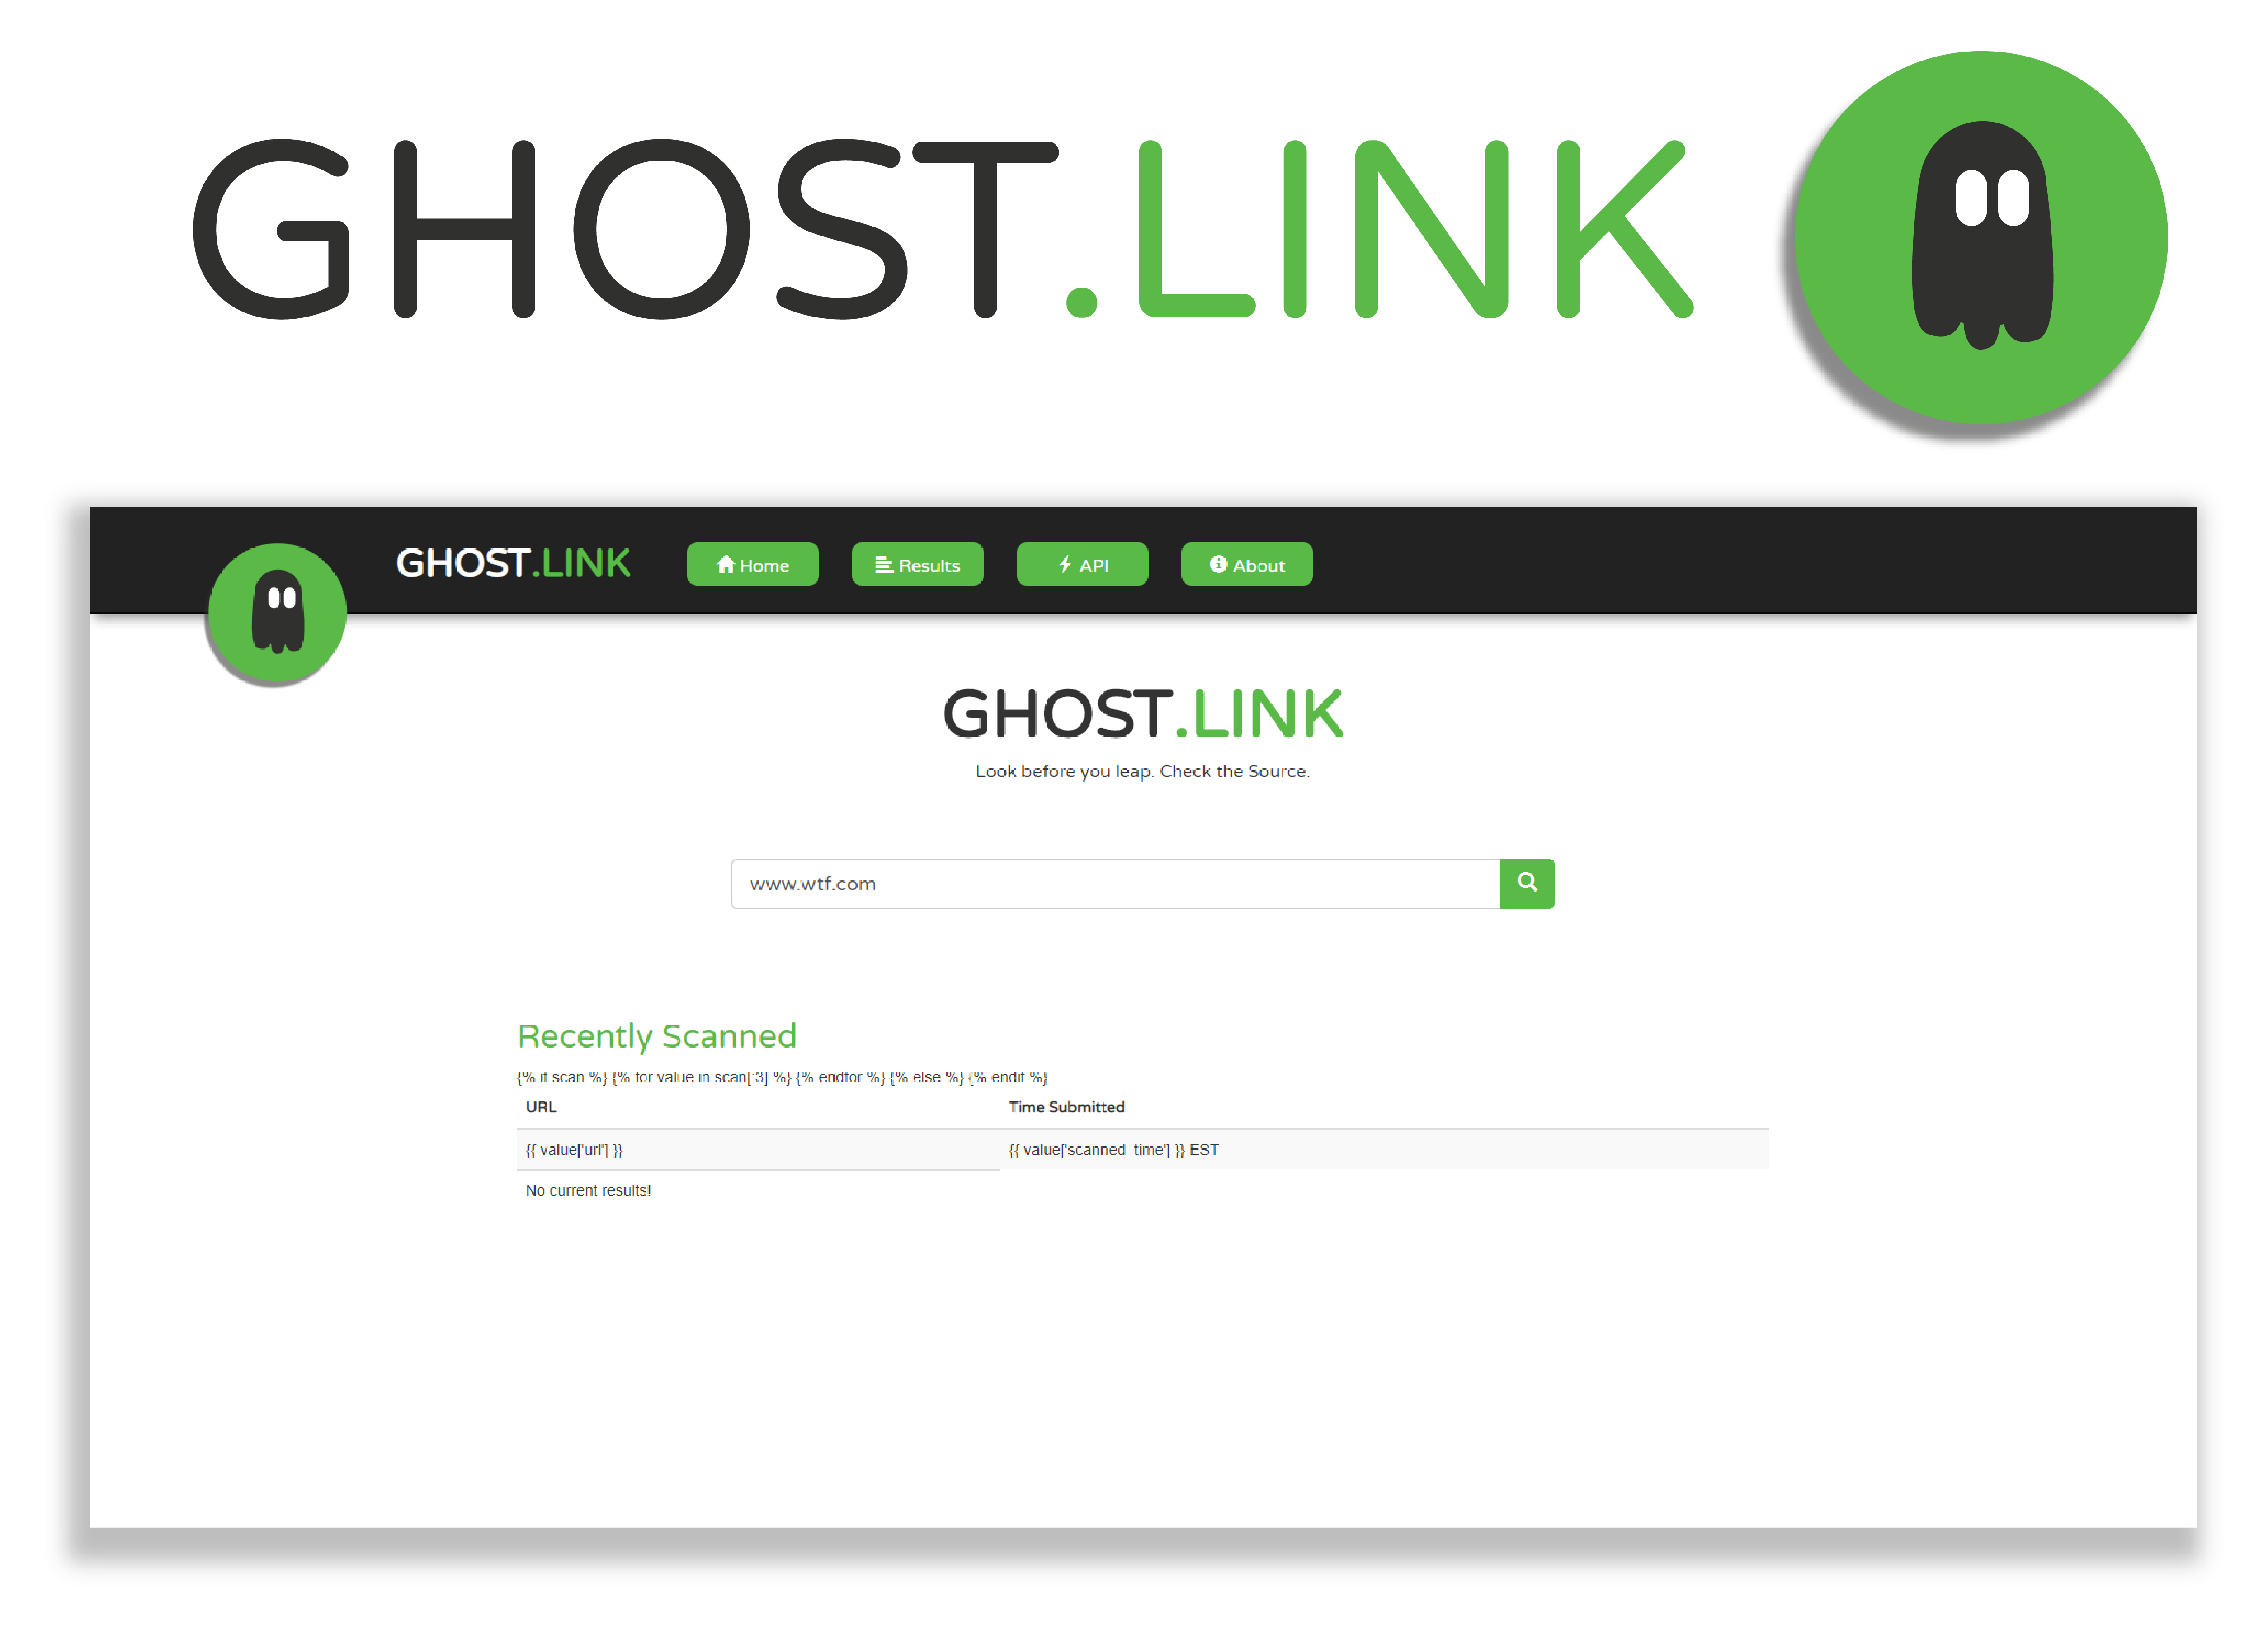 GHOST.LINK
GHOST.LINK Home Results API About
GHOST.LINK
Look before you leap. Check the Source.
www.wtf.com
Recently Scanned
{% if scan %} {% for value in scan[:3] %} {% endfor %} {% else %} {% endif %}
URL Time Submitted
{{ value['url'] }} {{ value['scanned_time'] }} EST
No current results!